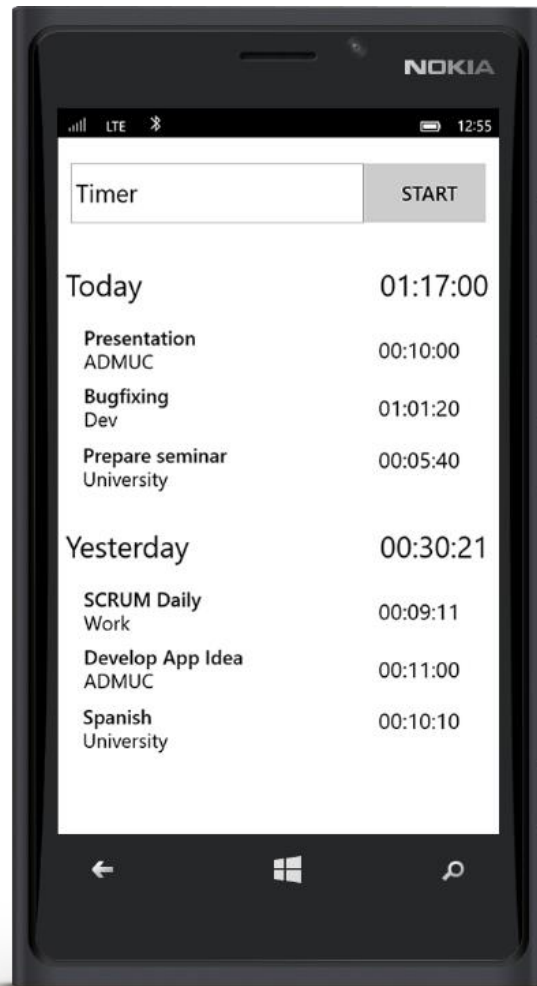 NOKIA
LTE 12:55
Timer START
Today 01:17:00
Presentation
ADMUC 00:10:00
Bugfixing
Dev 01:01:20
Prepare seminar 00:05:40
University
Yesterday 00:30:21
SCRUM Daily
Work 00:09:11
Develop App Idea
ADMUC 00:11:00
Spanish 00:10:10
University